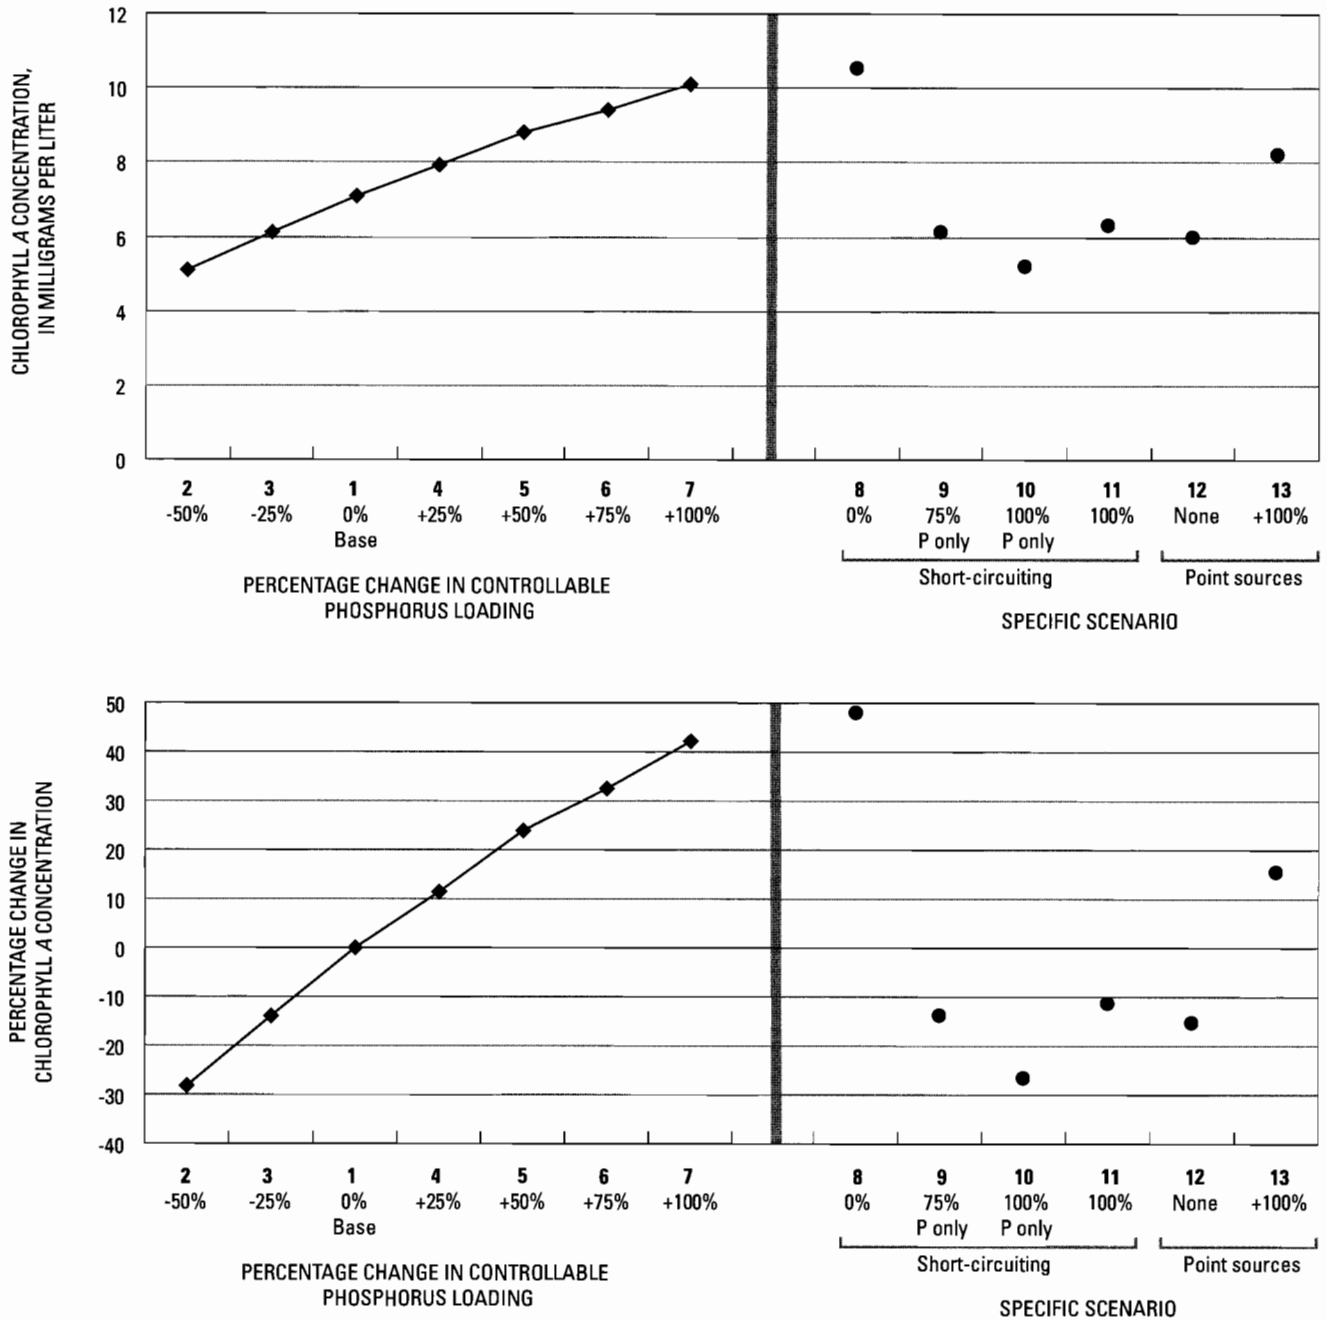 CHLOROPHYLL A CONCENTRATION,
IN MILLIGRAMS PER LITER
12
10
8
6
4
2
0
2 3 1 4 5 6 7 8 9 10 11 12 13
-50% -25% 0% +25% +50% +75% +100% 0% 75% 100% 100% None +100%
Base P only P only
Short-circuiting Point sources
PERCENTAGE CHANGE IN CONTROLLABLE
PHOSPHORUS LOADING
SPECIFIC SCENARIO
PERCENTAGE CHANGE IN
CHLOROPHYLL A CONCENTRATION
50
40
30
20
10
0
-10
-20
-30
-40
2 3 1 4 5 6 7 8 9 10 11 12 13
-50% -25% 0% +25% +50% +75% +100% 0% 75% 100% 100% None +100%
Base P only P only
Short-circuiting Point sources
PERCENTAGE CHANGE IN CONTROLLABLE
PHOSPHORUS LOADING
SPECIFIC SCENARIO